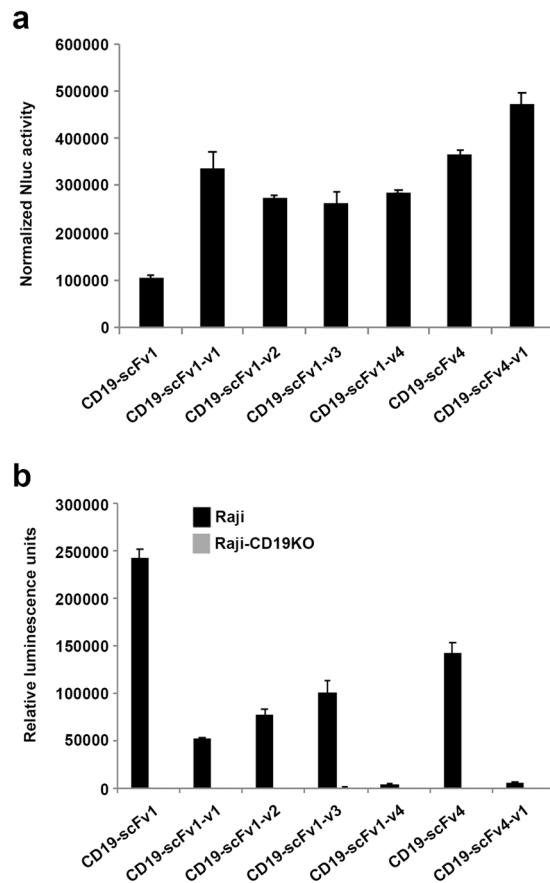 a
Normalized Nluc activity
600000
500000
400000
300000
200000
100000
0
CD19-scFv1
CD19-scFv1-v1
CD19-scFv1-v2
CD19-scFv1-v3
CD19-scFv1-v4
CD19-scFv4
CD19-scFv4-v1
b
Relative luminescence units
300000
250000
200000
150000
100000
50000
0
Raji
Raji-CD19KO
CD19-scFv1
CD19-scFv1-v1
CD19-scFv1-v2
CD19-scFv1-v3
CD19-scFv1-v4
CD19-scFv4
CD19-scFv4-v1